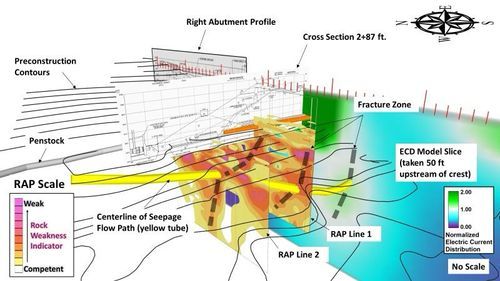 Right Abutment Profile
Cross Section 2+87 ft.
Preconstruction
Contours
Fracture Zone
Penstock
ECD Model Slice
(taken 50 ft
upstream of crest)
RAP Scale
Weak
Rock
Weakness
Indicator
Competent
Centerline of Seepage
Flow Path (yellow tube)
RAP Line 1
RAP Line 2
2.00
1.00
0.00
Normalized
Electric Current
Distribution
No Scale
N
E
S
W